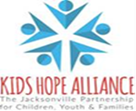 KIDS HOPE ALLIANCE
The Jacksonville Partnership
for Children, Youth & Families